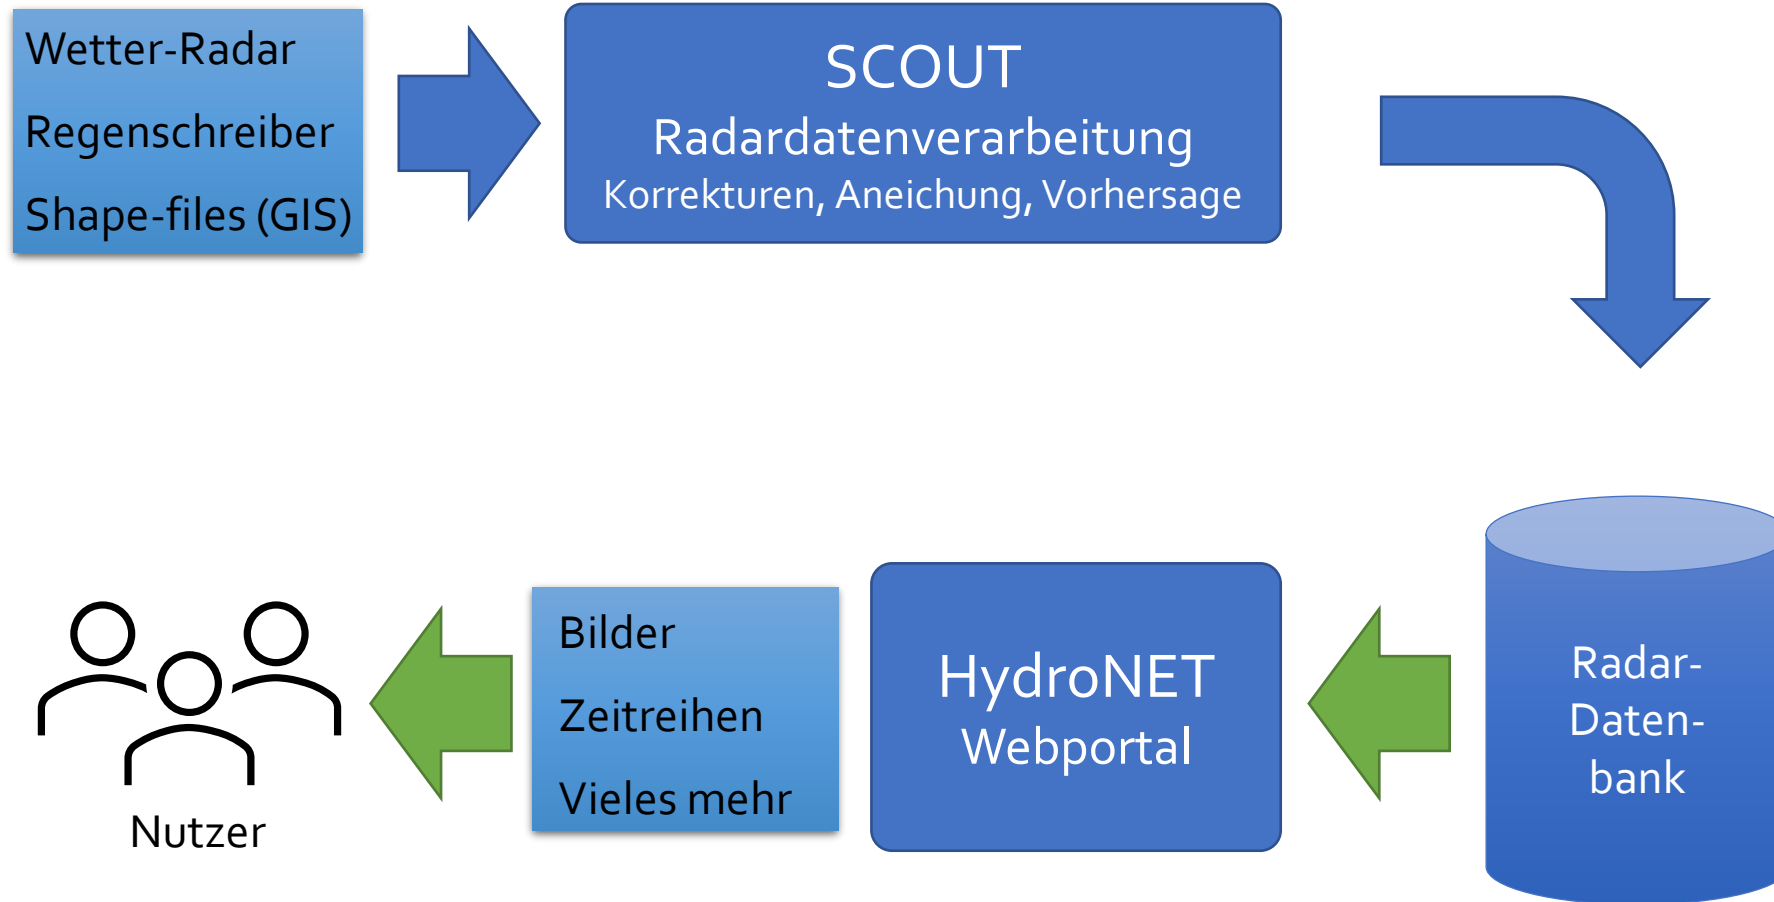 Wetter-Radar
Regenschreiber
Shape-files (GIS)
SCOUT
Radardatenverarbeitung
Korrekturen, Aneichung, Vorhersage
Radar-
Daten-
bank
HydroNET
Webportal
Bilder
Zeitreihen
Vieles mehr
Nutzer